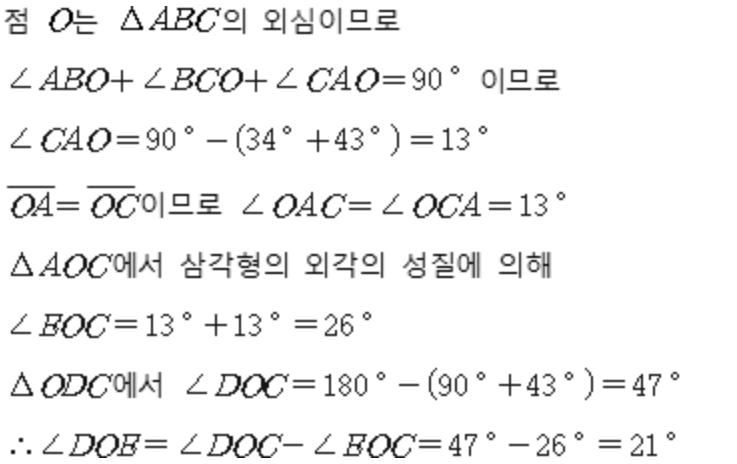 점 O는 △ABC의 외심이므로
∠ABO+∠BCO+∠CAO=90° 이므로
∠CAO=90°-(34°+43°)=13°
\overline{OA}=\overline{OC}이므로 ∠OAC=∠OCA=13°
△AOC에서 삼각형의 외각의 성질에 의해
∠EOC=13°+13°=26°
△ODC에서 ∠DOC=180°-(90°+43°)=47°
∴∠DOE=∠DOC-∠EOC=47°-26°=21°